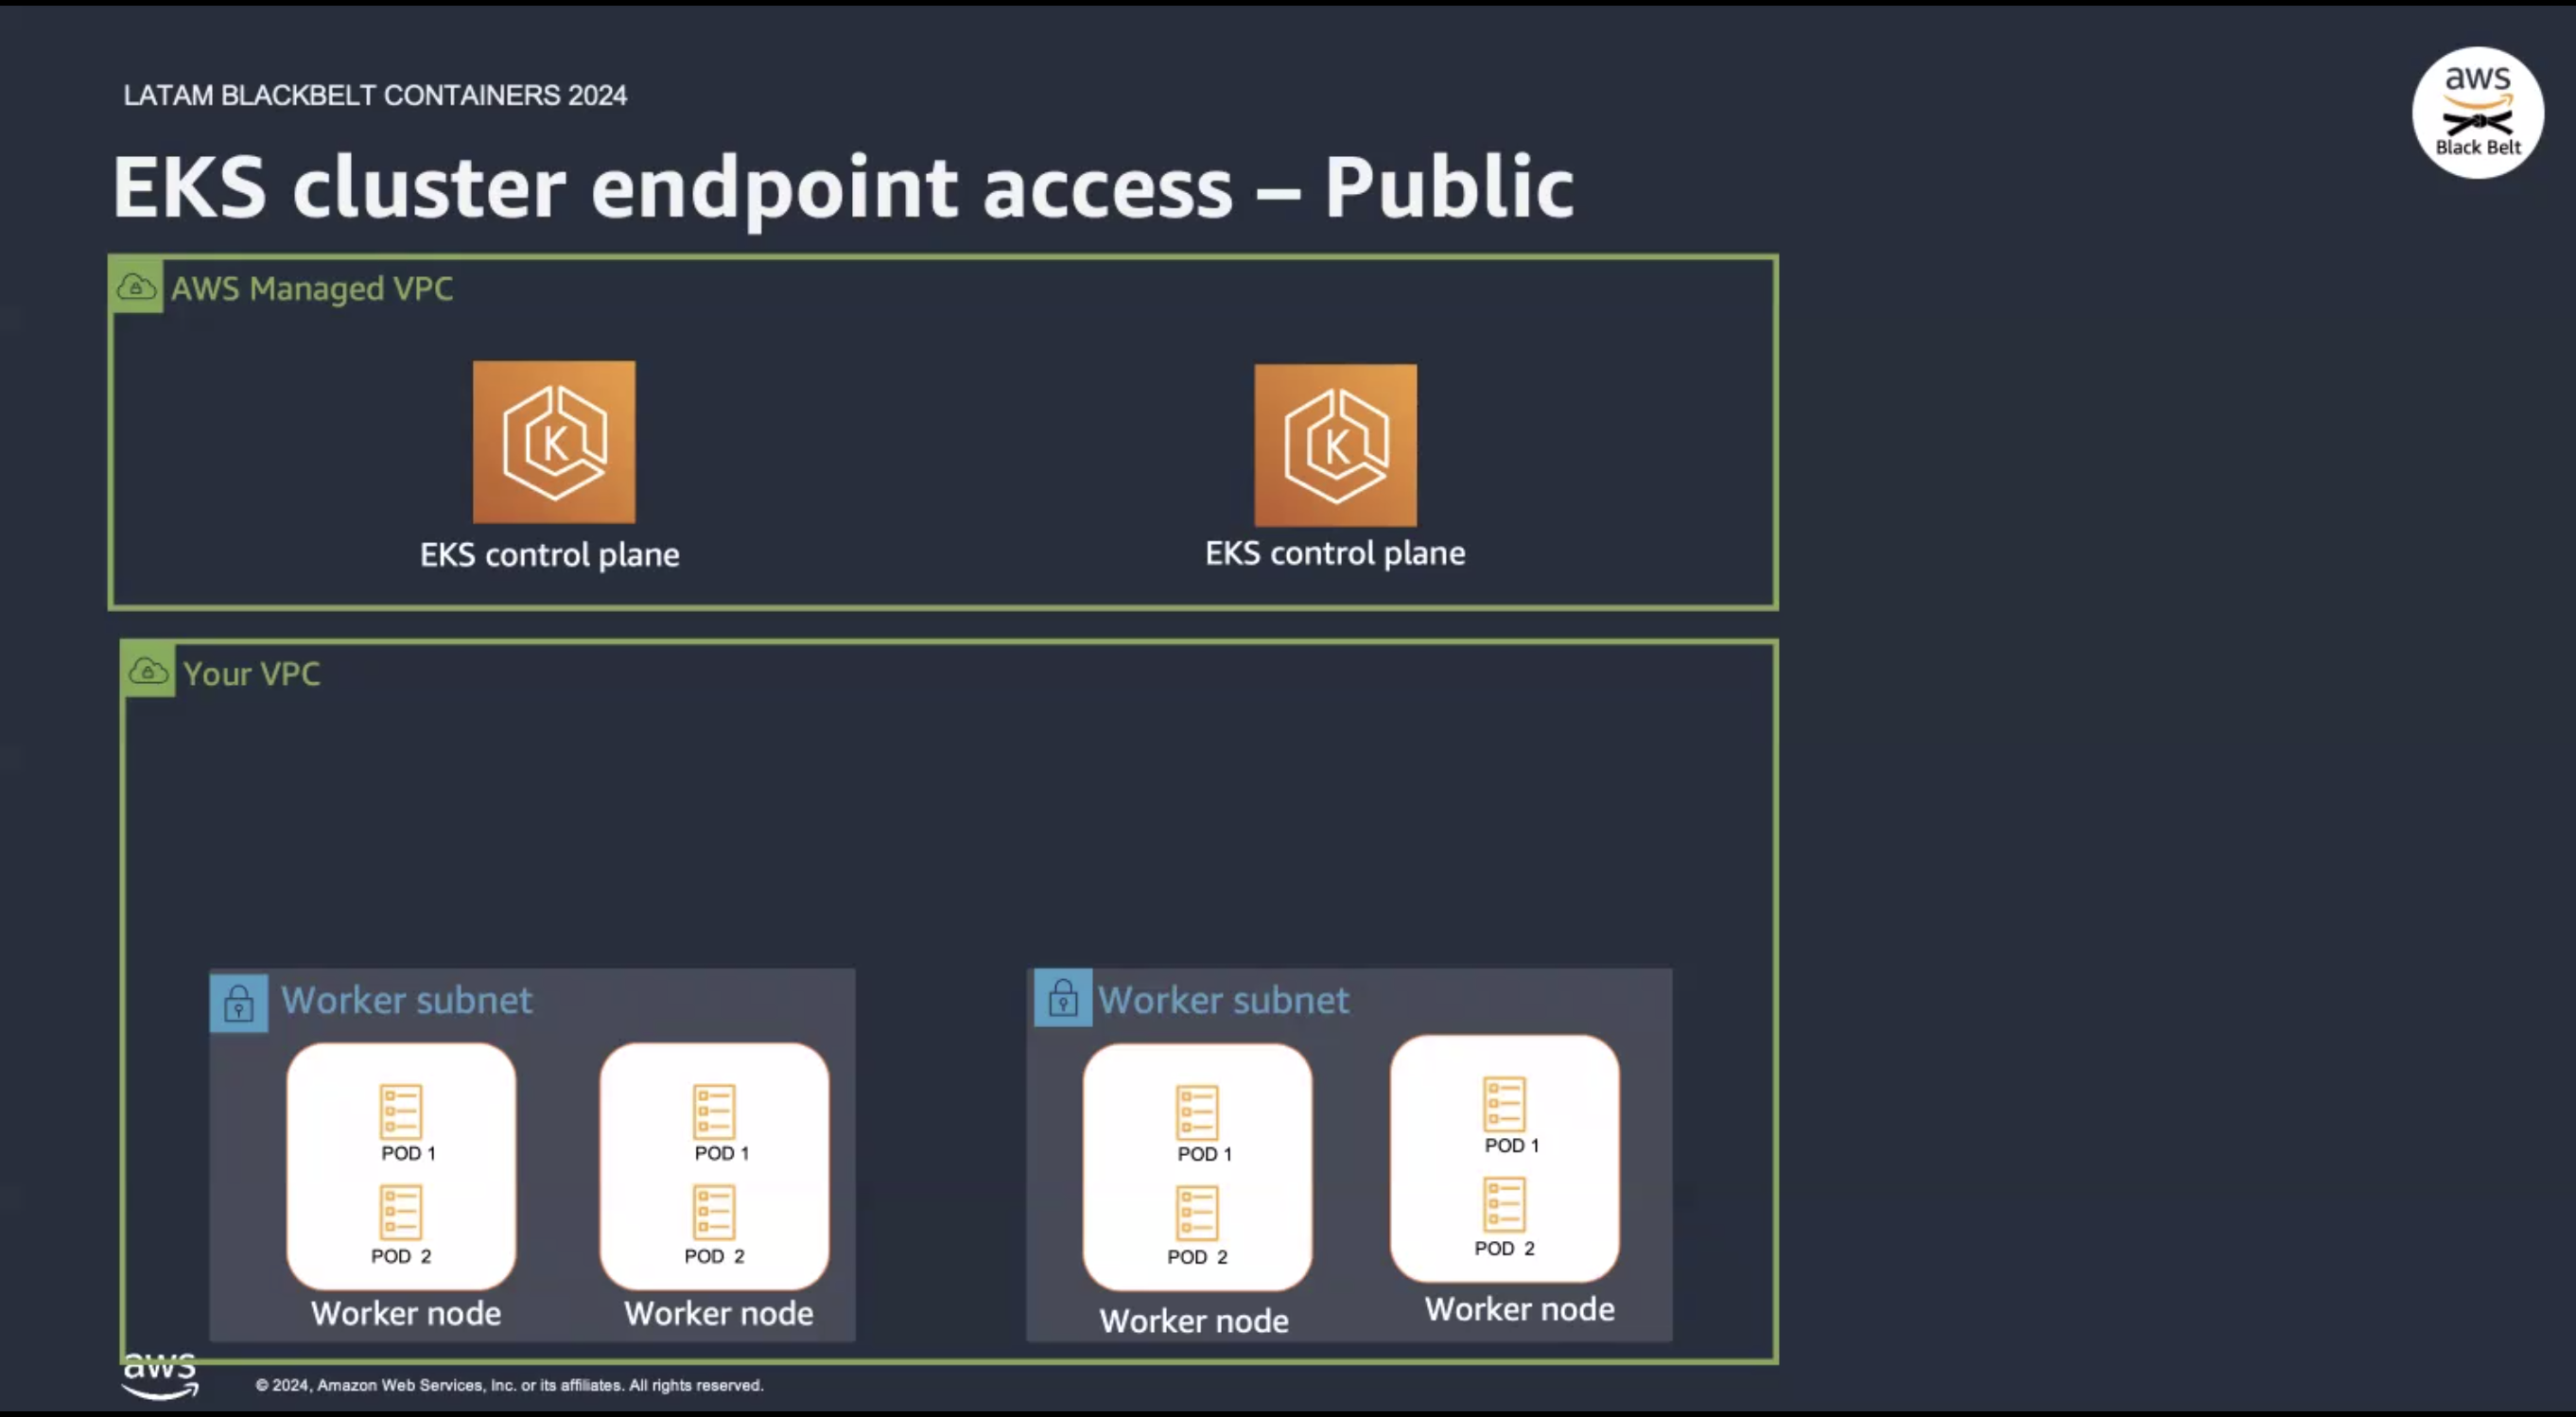 LATAM BLACKBELT CONTAINERS 2024
aws
Black Belt
EKS cluster endpoint access – Public
AWS Managed VPC
K
K
EKS control plane
EKS control plane
Your VPC
Worker subnet
Worker subnet
POD 1
POD 1
POD 1
POD 1
POD 2
POD 2
POD 2
POD 2
Worker node
Worker node
Worker node
Worker node
aws
© 2024, Amazon Web Services, Inc. or its affiliates. All rights reserved.